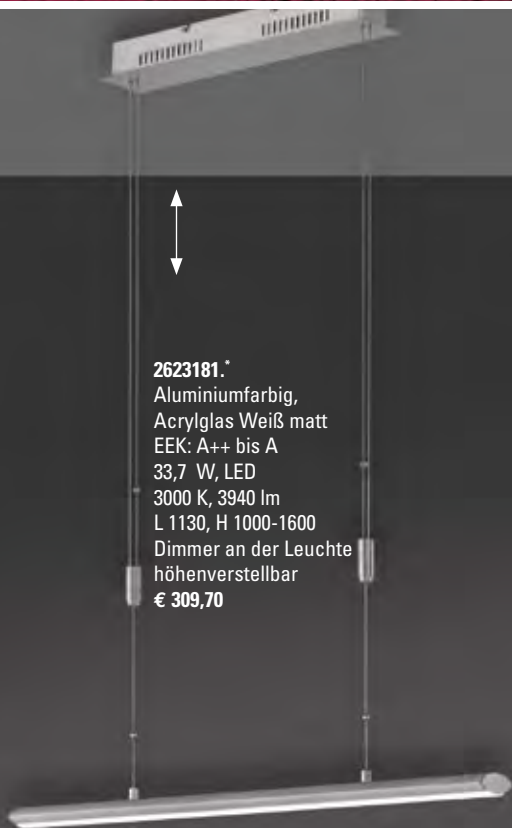 2623181.*
Aluminiumfarbig,
Acrylglas Weiß matt
EEK: A++ bis A
33,7 W, LED
3000 K, 3940 lm
L 1130, H 1000-1600
Dimmer an der Leuchte
höhenverstellbar
€ 309,70